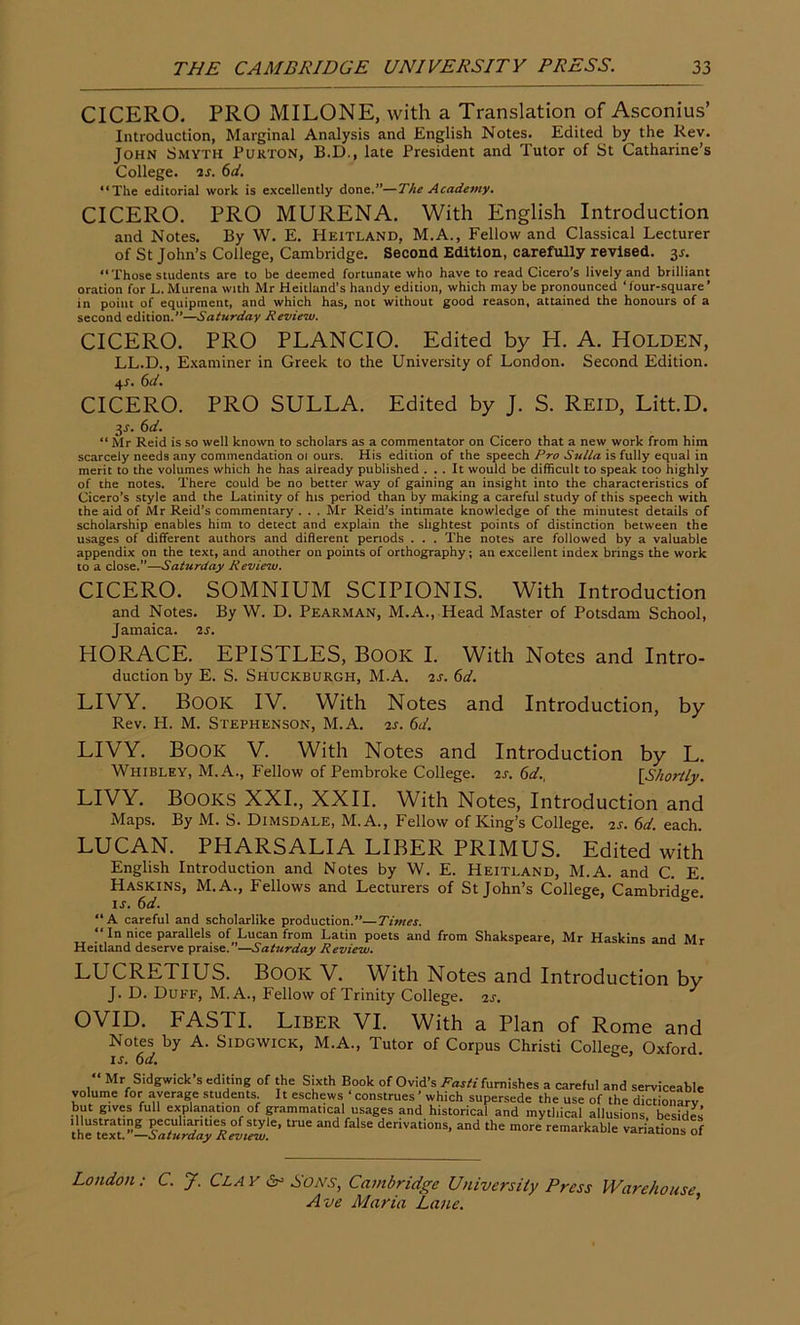 THE CAMBRIDGE UNIVERSITY PRESS. 33
CICERO. PRO MILONE, with a Translation of Asconius'
Introduction, Marginal Analysis and English Notes. Edited by the Rev.
JOHN SMYTH PURTON, B.D., late President and Tutor of St Catharine's
College. 2s. 6d.
"The editorial work is excellently done."—The Academy.
CICERO. PRO MURENA. With English Introduction
and Notes. By W. E. HEITLAND, M.A., Fellow and Classical Lecturer
of St John's College, Cambridge. Second Edition, carefully revised. 3s.
"Those students are to be deemed fortunate who have to read Cicero's lively and brilliant
oration for L. Murena with Mr Heitland's handy edition, which may be pronounced 'four-square'
in point of equipment, and which has, not without good reason, attained the honours of a
second edition."—Saturday Review.
CICERO. PRO PLANCIO. Edited by H. A. HOLDEN,
LL.D., Examiner in Greek to the University of London. Second Edition.
4s. 6d.
CICERO. PRO SULLA. Edited by J. S. REID, Litt.D.
3s. 6d.
"Mr Reid is so well known to scholars as a commentator on Cicero that a new work from him
scarcely needs any commendation of ours. His edition of the speech Pro Sulla is fully equal in
merit to the volumes which he has already published . . . It would be difficult to speak too highly
of the notes. There could be no better way of gaining an insight into the characteristics of
Cicero's style and the Latinity of his period than by making a careful study of this speech with
the aid of Mr Reid's commentary . . . Mr Reid's intimate knowledge of the minutest details of
scholarship enables him to detect and explain the slightest points of distinction between the
usages of different authors and different periods . . . The notes are followed by a valuable
appendix on the text, and another on points of orthography; an excellent index brings the work
to a close."—Saturday Review.
CICERO. SOMNIUM SCIPIONIS. With Introduction
and Notes. By W. D. PEARMAN, M.A., Head Master of Potsdam School,
Jamaica. 2s.
HORACE. EPISTLES, BOOK I. With Notes and Intro-
duction by E. S. SHUCKBURGH, M.A. 2s. 6d.
LIVY. BOOK IV. With Notes and Introduction, by
Rev. H. M. STEPHENSON, M.A. 2s. 6d.
LIVY. BOOK V. With Notes and Introduction by L.
WHIBLEY, M.A., Fellow of Pembroke College. 2s. 6d. [Shortly.
LIVY. BOOKS XXI., XXII. With Notes, Introduction and
Maps. By M. S. DIMSDALE, M.A., Fellow of King's College. 2s. 6d. each.
LUCAN. PHARSALIA LIBER PRIMUS. Edited with
English Introduction and Notes by W. E. HEITLAND, M.A. and C. E.
HASKINS, M.A., Fellows and Lecturers of St John's College, Cambridge.
1s. 6d.
"A careful and scholarlike production."—Times.
"In nice parallels of Lucan from Latin poets and from Shakspeare, Mr Haskins and Mr
Heitland deserve praise."—Saturday Review.
LUCRETIUS. BOOK V. With Notes and Introduction by
J. D. DUFF, M.A., Fellow of Trinity College. 2s.
OVID. FASTI. LIBER VI. With a Plan of Rome and
Notes by A. SIDGWICK, M.A., Tutor of Corpus Christi College, Oxford.
1s. 6d.
"Mr Sidgwick's editing of the Sixth Book of Ovid's Fasti furnishes a careful and serviceable
volume for average students. It eschews 'construes' which supersede the use of the dictionary,
but gives full explanation of grammatical usages and historical and mythical allusions, besides
illustrating peculiarities of style, true and false derivations, and the more remarkable variations of
the text."—Saturday Review.
London: C. J. CLAY & SONS, Cambridge University Press Warehouse,
Ave Maria Lane.